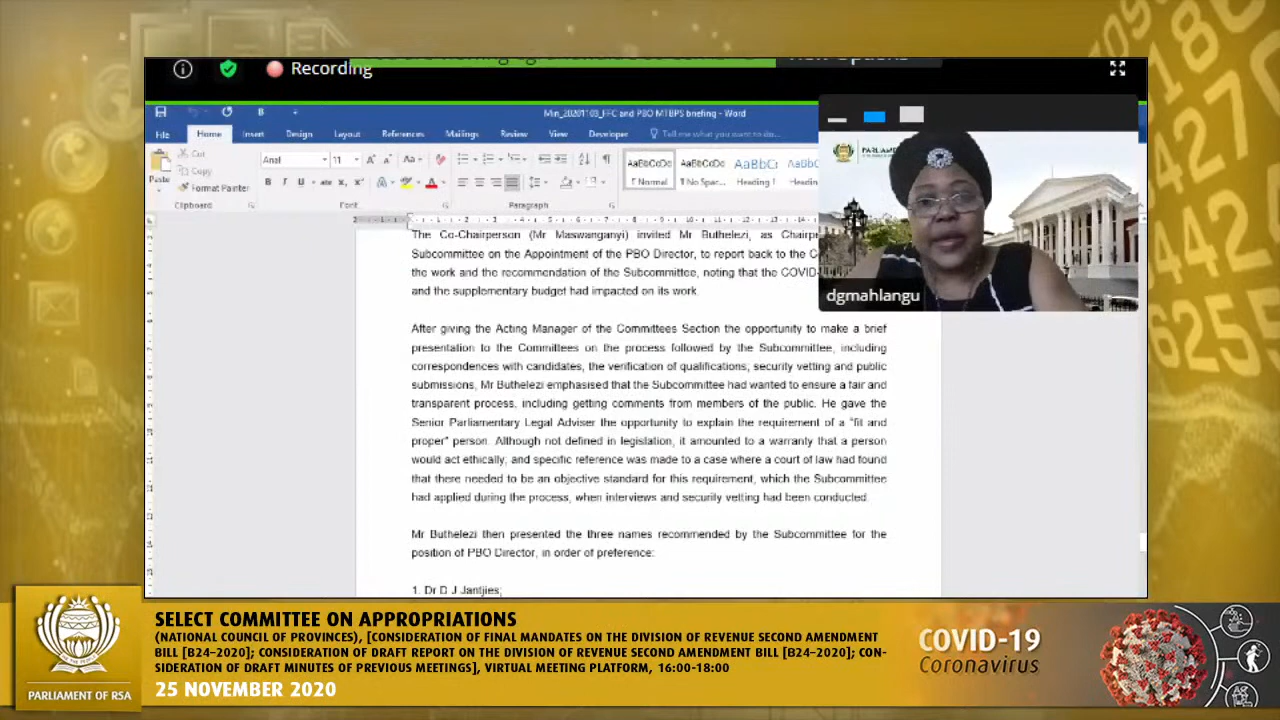 Recording
Min_20201103_FFC and PBO MTBPS briefing - Word
File Home Insert Design Layout References Mailings Review View Developer Tell me what you want to do...
Cut
Copy
Paste
Format Painter
Arial 11
AaBbCcDc AaBbCcDc AaBbCc AaBbCc
¶ Normal ¶ No Spac... Heading 1 Headin
Clipboard Font Paragraph
PARLIAM
dgmahlangu
The Co-Chairperson (Mr Maswanganyi) invited Mr Buthelezi, as Chairpe
Subcommittee on the Appointment of the PBO Director, to report back to the C
the work and the recommendation of the Subcommittee, noting that the COVID
and the supplementary budget had impacted on its work.
After giving the Acting Manager of the Committees Section the opportunity to make a brief
presentation to the Committees on the process followed by the Subcommittee, including
correspondences with candidates, the verification of qualifications, security vetting and public
submissions, Mr Buthelezi emphasised that the Subcommittee had wanted to ensure a fair and
transparent process, including getting comments from members of the public. He gave the
Senior Parliamentary Legal Adviser the opportunity to explain the requirement of a "fit and
proper" person. Although not defined in legislation, it amounted to a warranty that a person
would act ethically; and specific reference was made to a case where a court of law had found
that there needed to be an objective standard for this requirement, which the Subcommittee
had applied during the process, when interviews and security vetting had been conducted.
Mr Buthelezi then presented the three names recommended by the Subcommittee for the
position of PBO Director, in order of preference:
1. Dr D J Jantjies;
SELECT COMMITTEE ON APPROPRIATIONS
(NATIONAL COUNCIL OF PROVINCES), [CONSIDERATION OF FINAL MANDATES ON THE DIVISION OF REVENUE SECOND AMENDMENT
BILL [B24–2020]; CONSIDERATION OF DRAFT REPORT ON THE DIVISION OF REVENUE SECOND AMENDMENT BILL [B24–2020]; CON-
SIDERATION OF DRAFT MINUTES OF PREVIOUS MEETINGS], VIRTUAL MEETING PLATFORM, 16:00-18:00
25 NOVEMBER 2020
PARLIAMENT OF RSA
COVID-19
Coronavirus